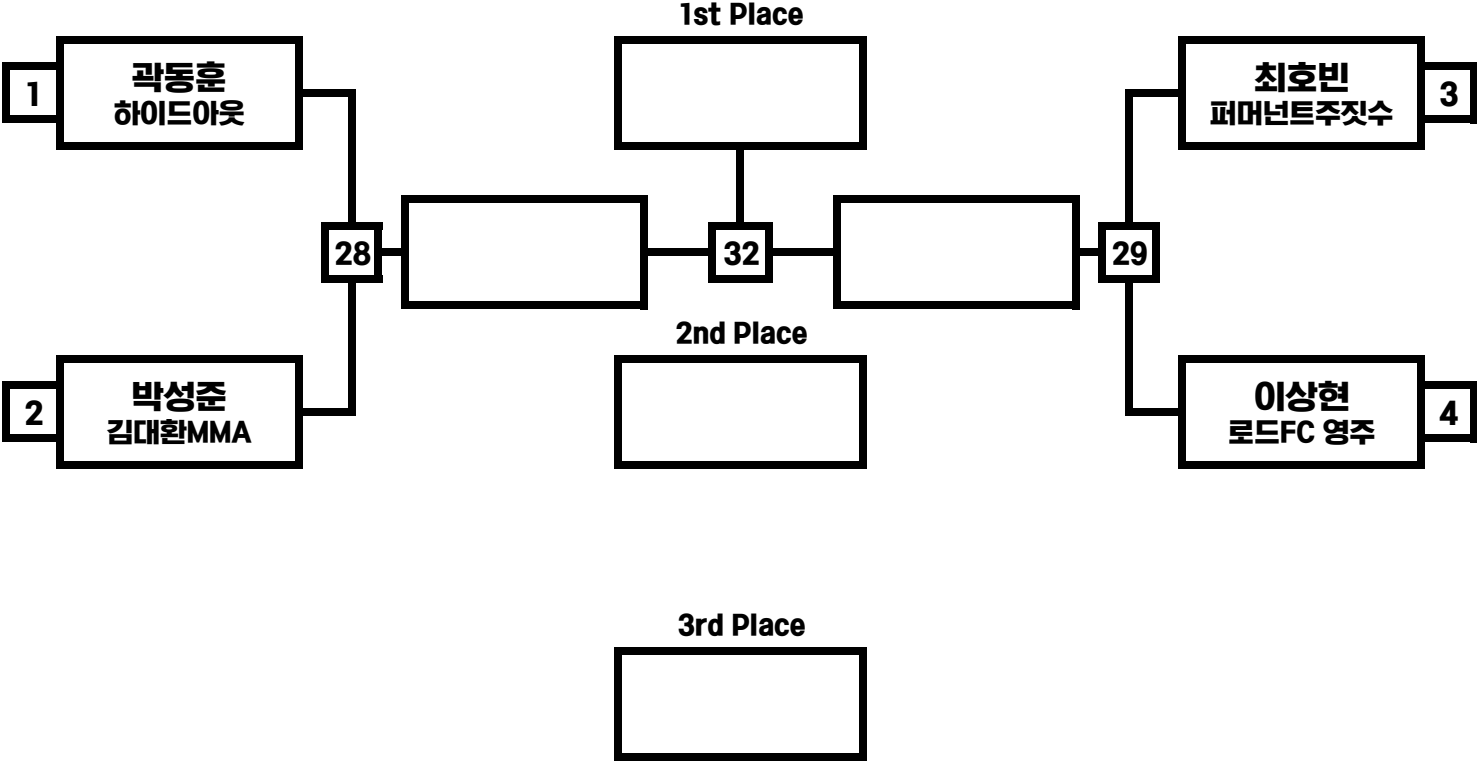 1st Place
1
곽동훈
하이드아웃
최호빈
퍼머넌트주짓수
3
28
32
29
2nd Place
2
박성준
김대환MMA
이상현
로드FC 영주
4
3rd Place